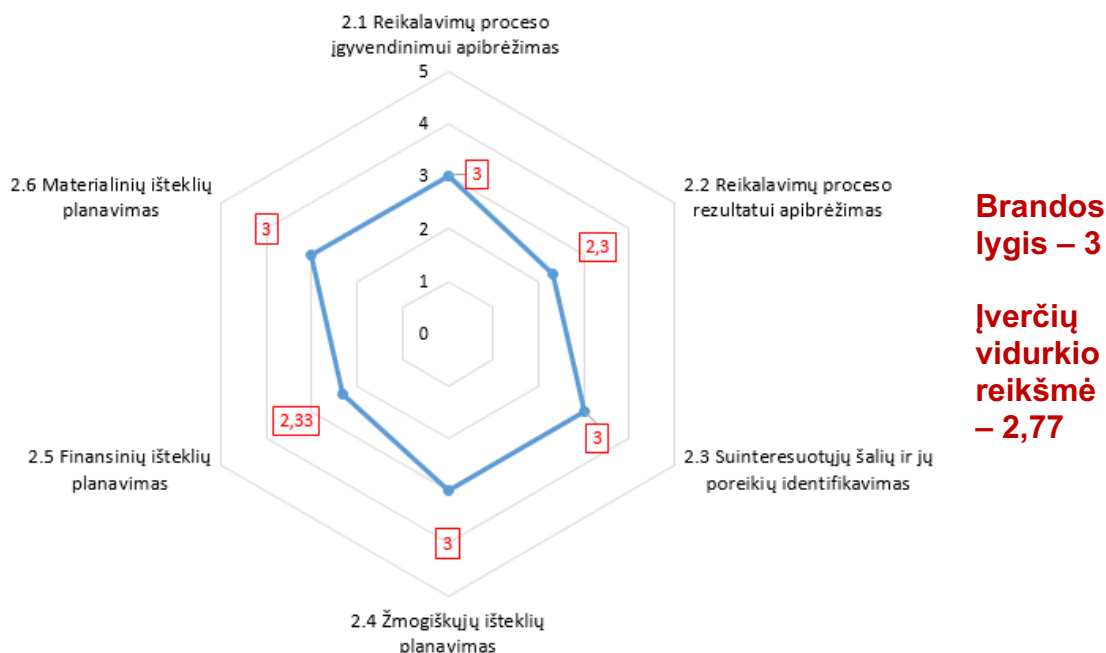 2.1 Reikalavimų proceso
įgyvendinimui apibrėžimas
5
4
3
2
1
0
3
2.2 Reikalavimų proceso
rezultatui apibrėžimas
2,3
2.3 Suinteresuotųjų šalių ir jų
poreikių identifikavimas
3
2.4 Žmogiškųjų išteklių
planavimas
3
2.5 Finansinių išteklių
planavimas
2,33
2.6 Materialinių išteklių
planavimas
3
Brandos
lygis – 3
Įverčių
vidurkio
reikšmė
– 2,77